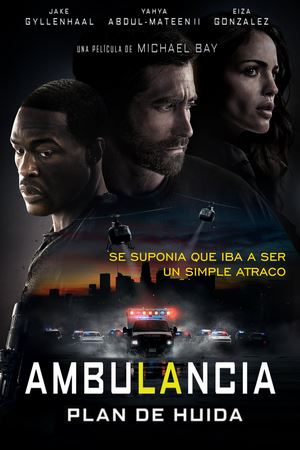 JAKE GYLLENHAAL
YAHYA ABDUL-MATEEN II
EIZA GONZALEZ
UNA PELÍCULA DE MICHAEL BAY
SE SUPONIA QUE IBA A SER
UN SIMPLE ATRACO
AMBULANCIA
PLAN DE HUIDA